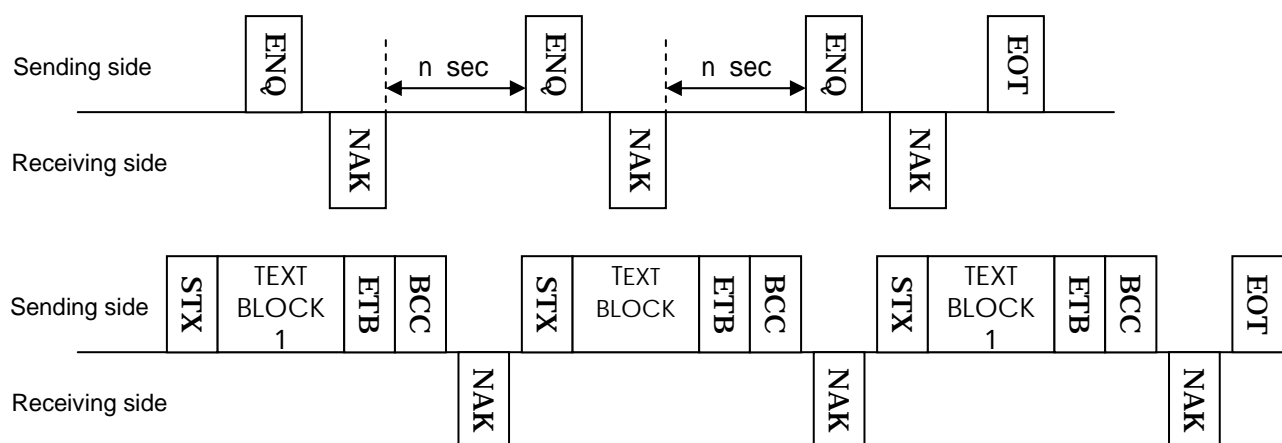 Sending side ENQ n sec ENQ n sec ENQ EOT
Receiving side NAK NAK NAK
Sending side STX TEXT BLOCK 1 ETB BCC STX TEXT BLOCK ETB BCC STX TEXT BLOCK 1 ETB BCC EOT
Receiving side NAK NAK NAK